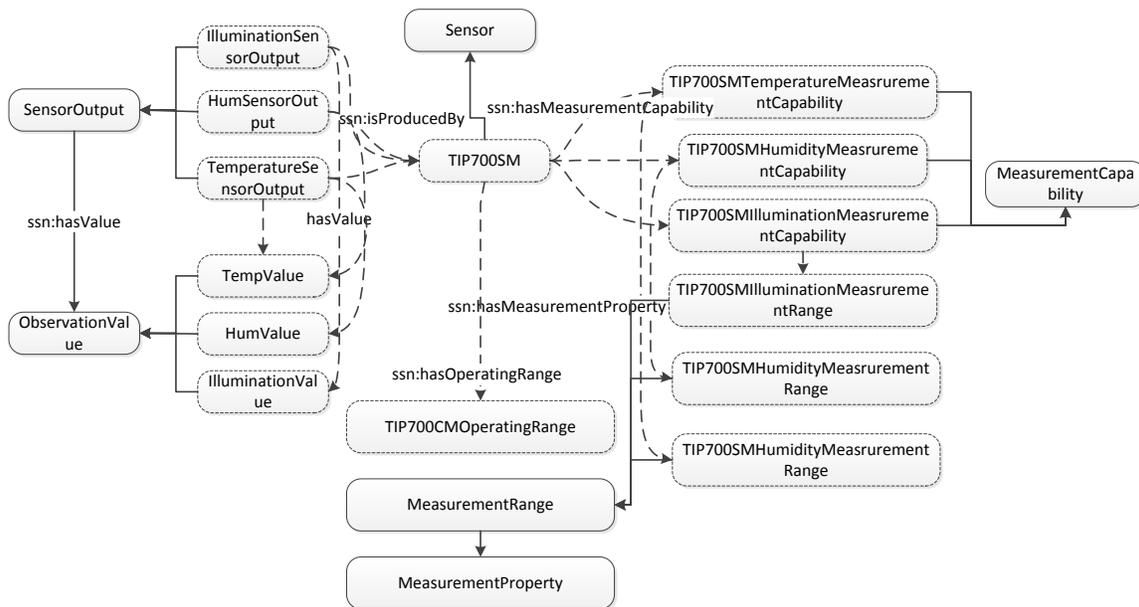 Sensor
IlluminationSen
sorOutput
HumSensorOut
put
TemperatureSe
nsorOutput
SensorOutput
ssn:isProducedBy
ssn:hasMeasurementCapability
TIP700SMTemperatureMeasrureme
ntCapability
TIP700SM
TIP700SMHumidityMeasrureme
ntCapability
MeasurementCapa
bility
TIP700SMIlluminationMeasrureme
ntCapability
ssn:hasValue
hasValue
TempValue
TIP700SMIlluminationMeasrureme
ntRange
ssn:hasMeasurementProperty
ObservationVal
ue
HumValue
IlluminationValu
e
ssn:hasOperatingRange
TIP700SMHumidityMeasrurement
Range
TIP700CMOperatingRange
TIP700SMHumidityMeasrurement
Range
MeasurementRange
MeasurementProperty